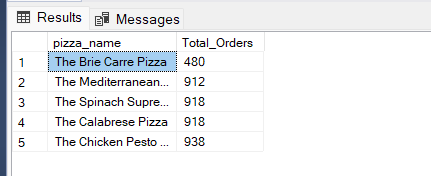 Results Messages
pizza_name Total_Orders
1 The Brie Carre Pizza 480
2 The Mediterranean... 912
3 The Spinach Supre... 918
4 The Calabrese Pizza 918
5 The Chicken Pesto ... 938